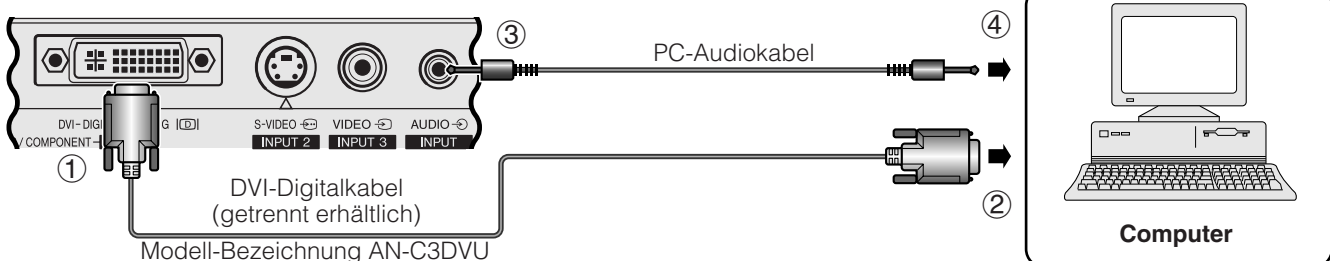 ③
④
PC-Audiokabel
DVI-DIGI G D
S-VIDEO
VIDEO
AUDIO
/ COMPONENT
INPUT 2
INPUT 3
INPUT
①
DVI-Digitalkabel
(getrennt erhältlich)
②
Modell-Bezeichnung AN-C3DVU
Computer